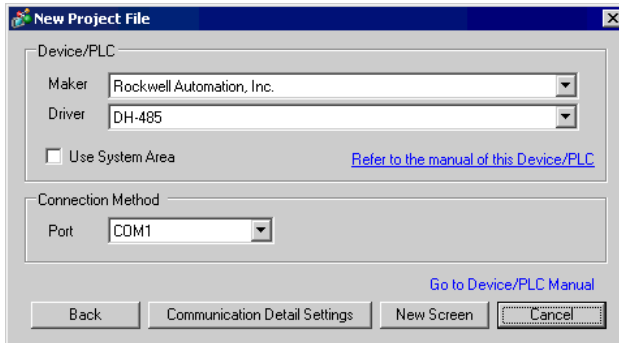 New Project File
Device/PLC
Maker Rockwell Automation, Inc.
Driver DH-485
Use System Area Refer to the manual of this Device/PLC
Connection Method
Port COM1
Go to Device/PLC Manual
Back Communication Detail Settings New Screen Cancel